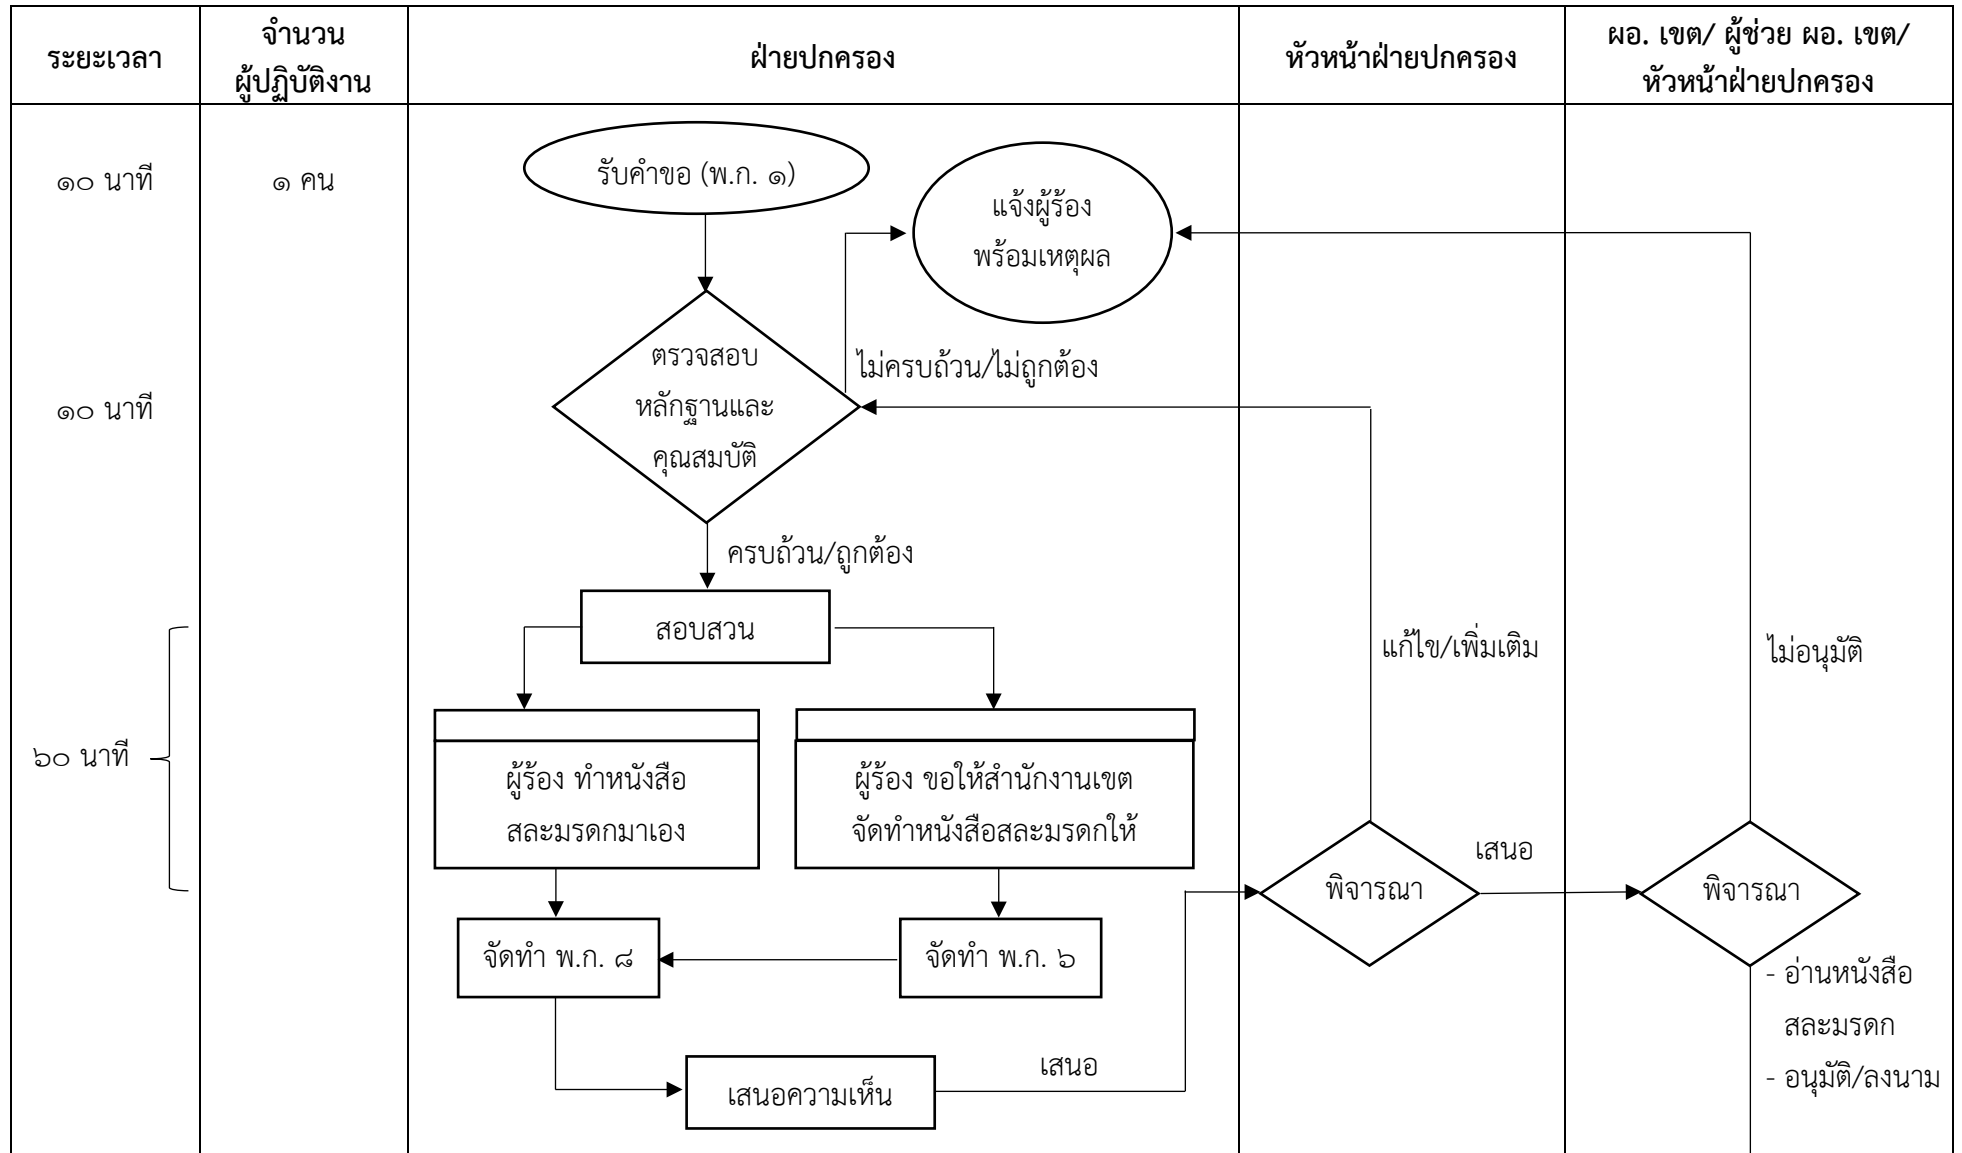 ระยะเวลา
จำนวน
ผู้ปฏิบัติงาน
ฝ่ายปกครอง
หัวหน้าฝ่ายปกครอง
ผอ. เขต/ ผู้ช่วย ผอ. เขต/
หัวหน้าฝ่ายปกครอง
๑๐ นาที
๑ คน
รับคำขอ (พ.ก. ๑)
แจ้งผู้ร้อง
พร้อมเหตุผล
๑๐ นาที
ตรวจสอบ
หลักฐานและ
คุณสมบัติ
ไม่ครบถ้วน/ไม่ถูกต้อง
ครบถ้วน/ถูกต้อง
สอบสวน
แก้ไข/เพิ่มเติม
ไม่อนุมัติ
๖๐ นาที
ผู้ร้อง ทำหนังสือ
สละมรดกมาเอง
ผู้ร้อง ขอให้สำนักงานเขต
จัดทำหนังสือสละมรดกให้
พิจารณา
เสนอ
พิจารณา
จัดทำ พ.ก. ๘
จัดทำ พ.ก. ๖
- อ่านหนังสือ
สละมรดก
- อนุมัติ/ลงนาม
เสนอความเห็น
เสนอ